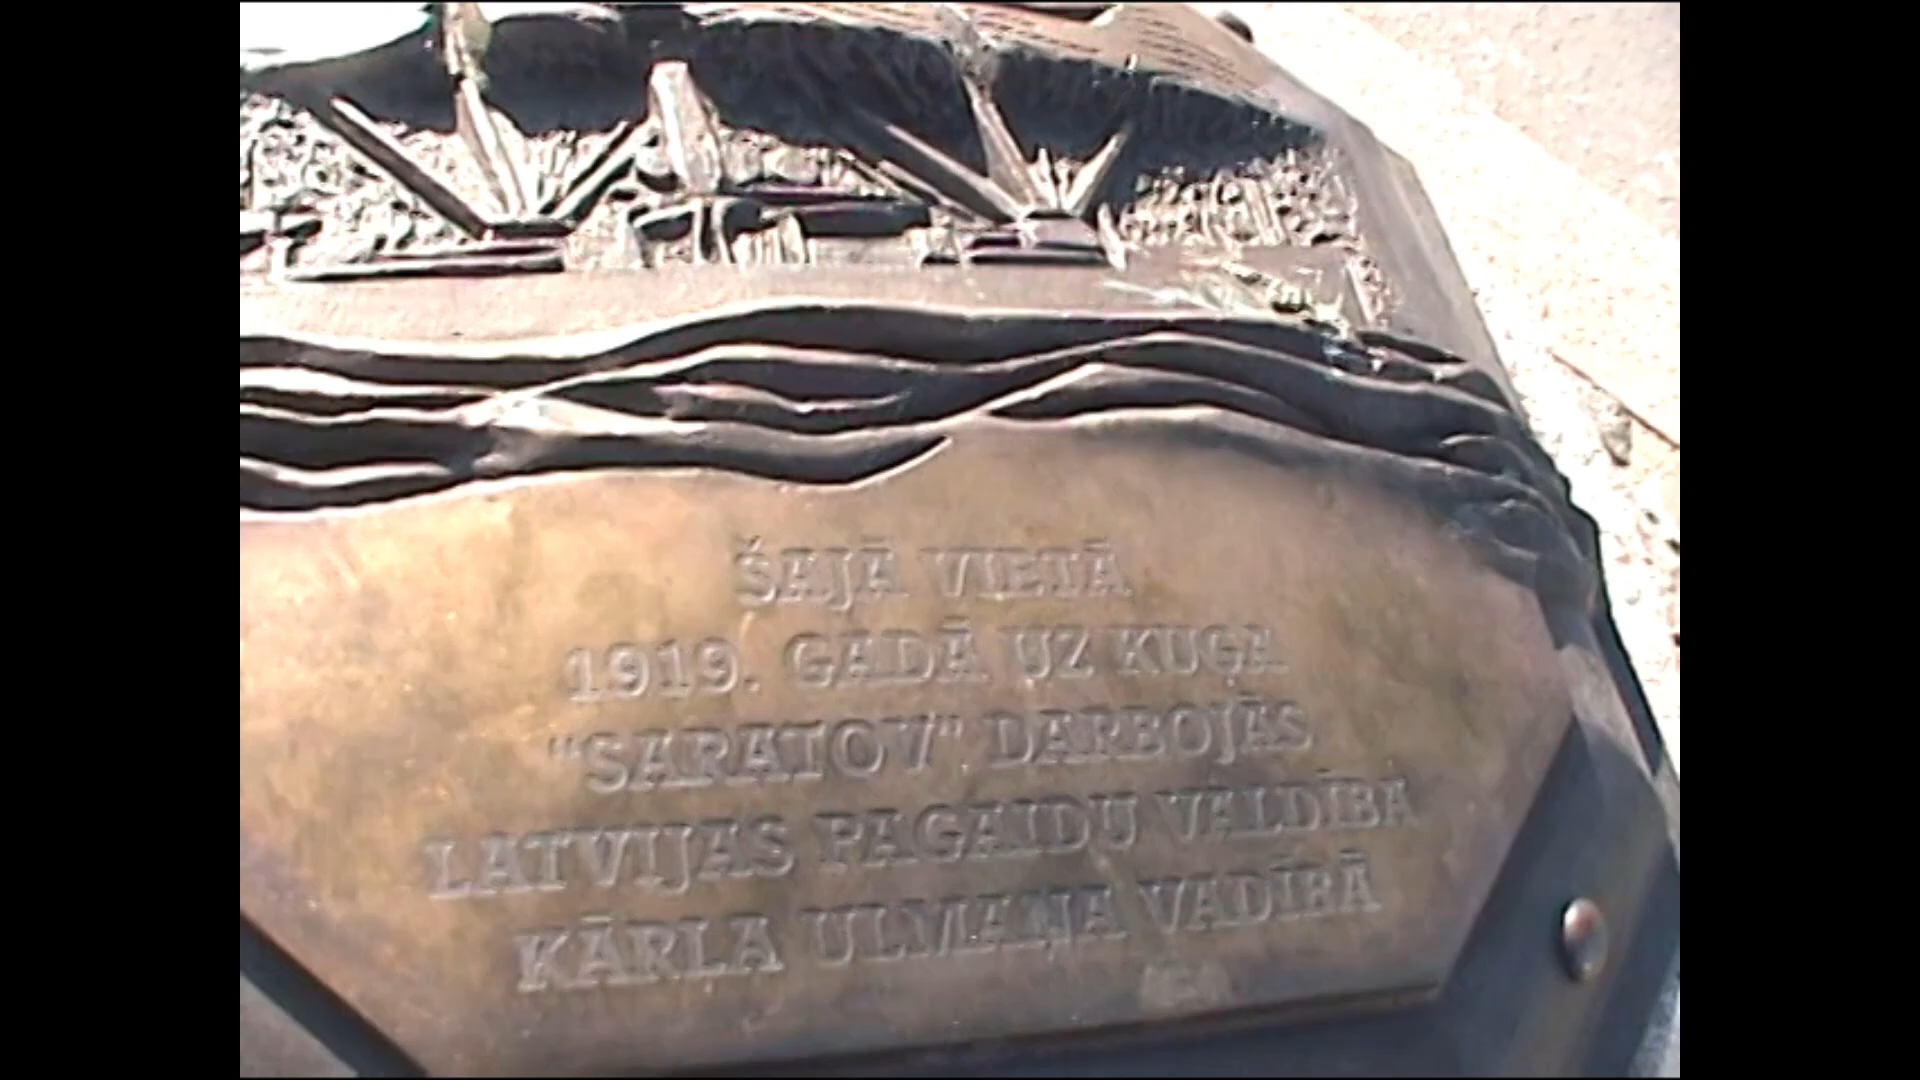 ŠAJĀ VIETĀ
1919. GADĀ UZ KUĢA
"SARATOV" DARBOJĀS
LATVIJAS PAGAIDU VALDĪBA
KĀRĻA ULMAŅA VADĪBĀ